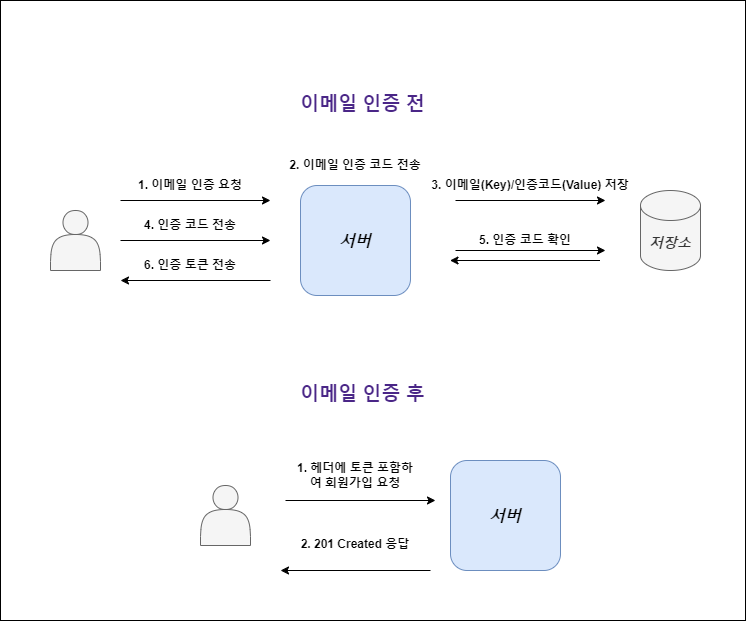 이메일 인증 전
2. 이메일 인증 코드 전송
1. 이메일 인증 요청
3. 이메일(Key)/인증코드(Value) 저장
4. 인증 코드 전송
서버
5. 인증 코드 확인
저장소
6. 인증 토큰 전송
이메일 인증 후
1. 헤더에 토큰 포함하
여 회원가입 요청
서버
2. 201 Created 응답